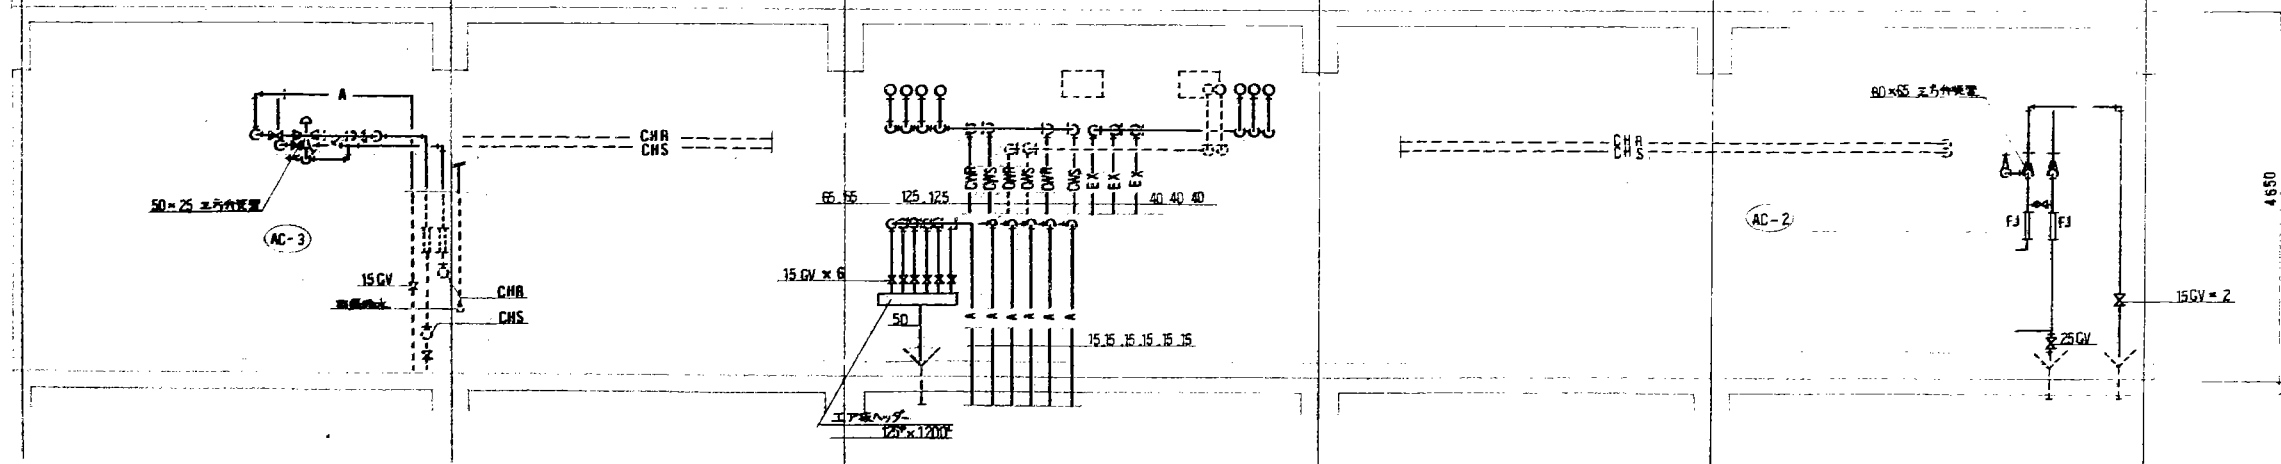 A
CHR
CHS
50×25 三方弁装置
AC-3
15GV
CHR
CHS
65.65
125.125
40 40 40
CHR
CHS
CHR
CHS
CWR
CWS
EX
EX
EX
15GV × 6
50
A
A
A
A
A
A
15.15.15.15.15.15
エア抜ヘッダー
125φ×1200ℓ
CHR
CHS
80×65 三方弁装置
AC-2
FJ
FJ
25GV
15GV × 2
4650